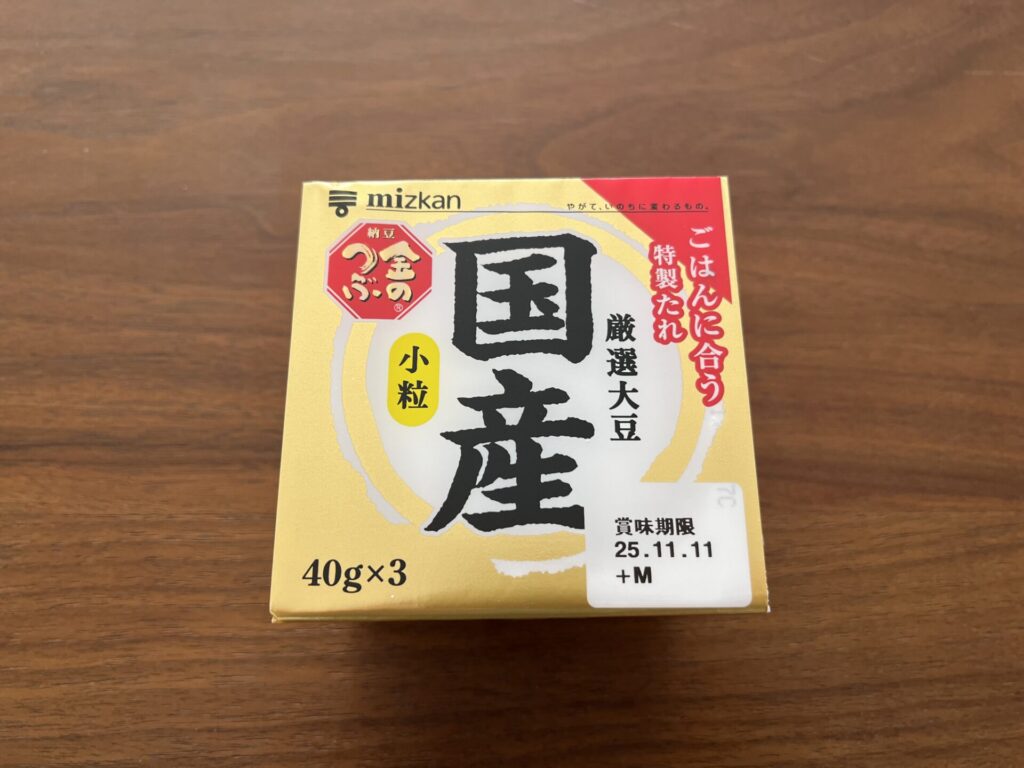 mizkan
やがて、いのちに変わるもの。
納豆
金の
つぶ®
ごはんに合う
特製たれ
国産
厳選大豆
小粒
40g×3
7C
賞味期限
25.11.11
+M